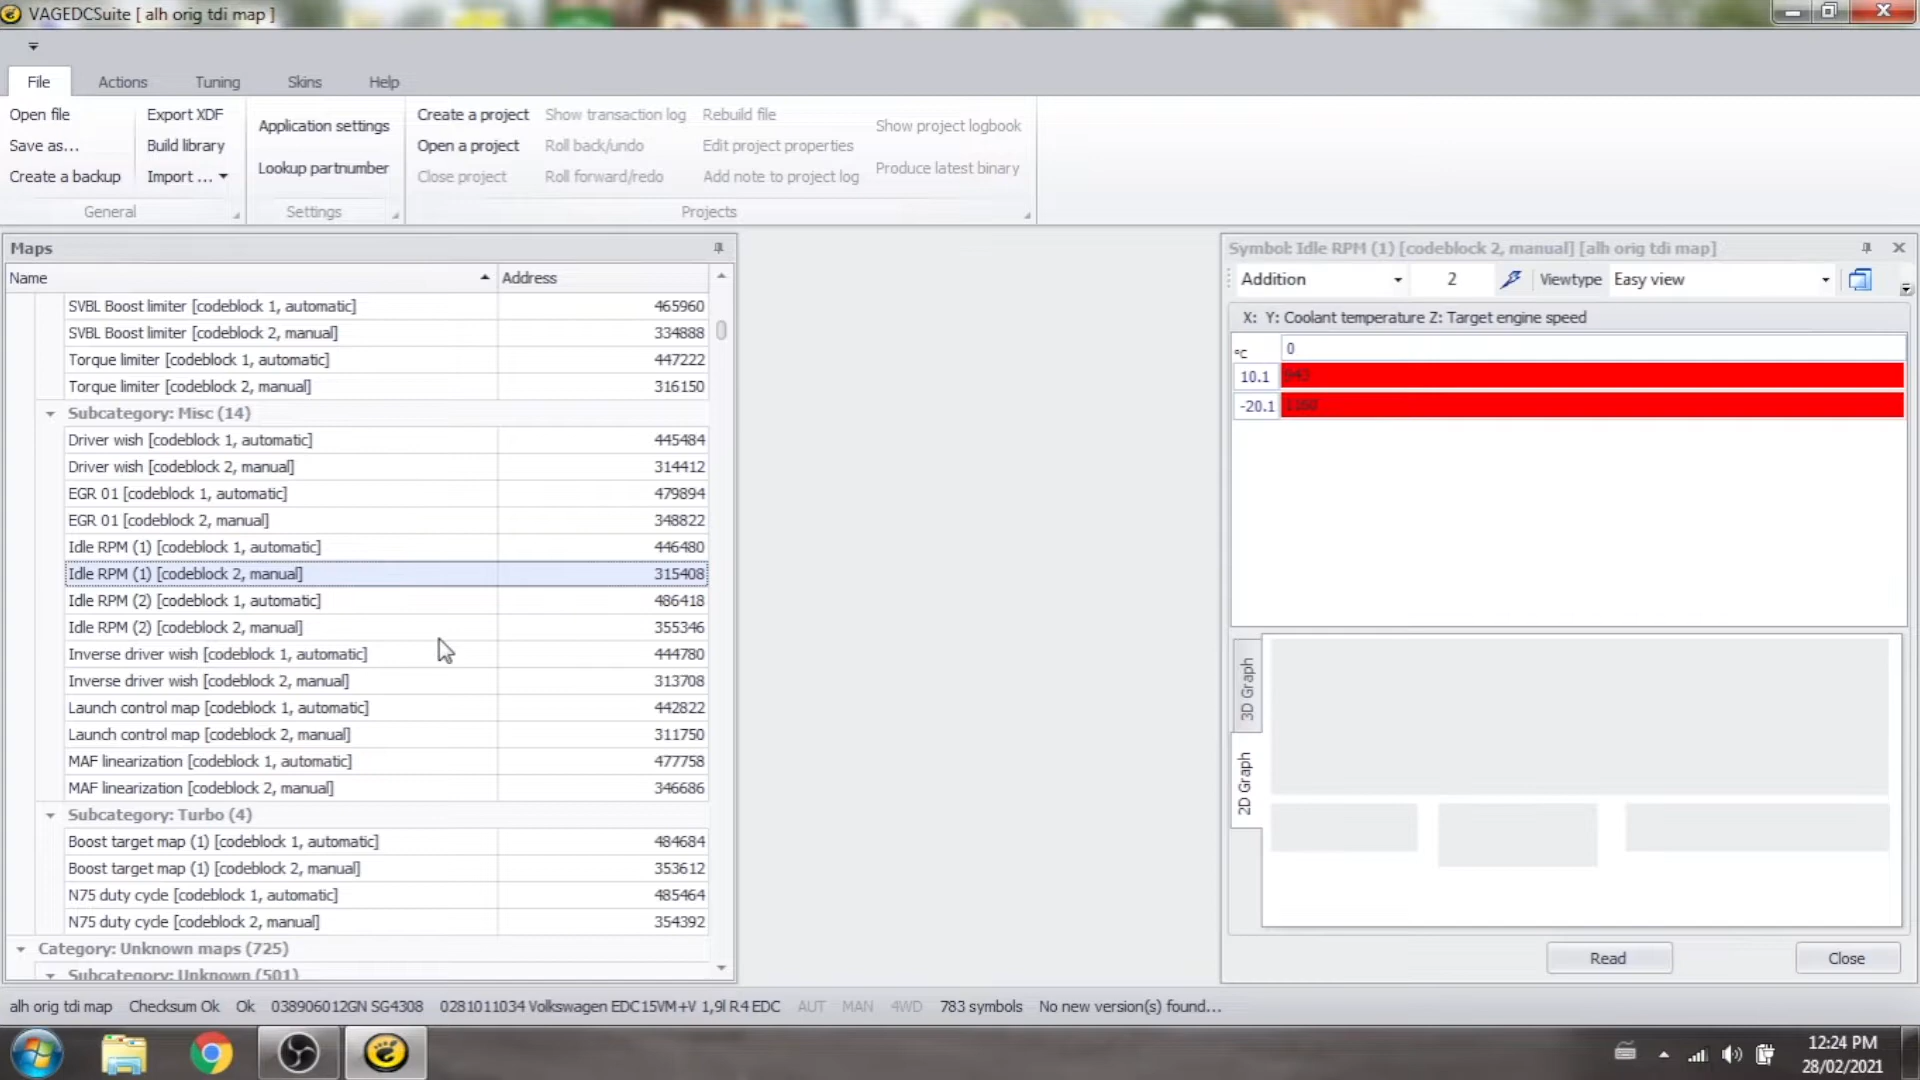 VAGEDCSuite [ alh orig tdi map ]
File Actions Tuning Skins Help
Open file Export XDF Application settings Create a project Show transaction log Rebuild file Show project logbook
Save as... Build library Lookup partnumber Open a project Roll back/undo Edit project properties Produce latest binary
Create a backup Import ... Close project Roll forward/redo Add note to project log
General Settings Projects
Maps
Name Address
SVBL Boost limiter [codeblock 1, automatic] 465960
SVBL Boost limiter [codeblock 2, manual] 334888
Torque limiter [codeblock 1, automatic] 447222
Torque limiter [codeblock 2, manual] 316150
Subcategory: Misc (14)
Driver wish [codeblock 1, automatic] 445484
Driver wish [codeblock 2, manual] 314412
EGR 01 [codeblock 1, automatic] 479894
EGR 01 [codeblock 2, manual] 348822
Idle RPM (1) [codeblock 1, automatic] 446480
Idle RPM (1) [codeblock 2, manual] 315408
Idle RPM (2) [codeblock 1, automatic] 486418
Idle RPM (2) [codeblock 2, manual] 355346
Inverse driver wish [codeblock 1, automatic] 444780
Inverse driver wish [codeblock 2, manual] 313708
Launch control map [codeblock 1, automatic] 442822
Launch control map [codeblock 2, manual] 311750
MAF linearization [codeblock 1, automatic] 477758
MAF linearization [codeblock 2, manual] 346686
Subcategory: Turbo (4)
Boost target map (1) [codeblock 1, automatic] 484684
Boost target map (1) [codeblock 2, manual] 353612
N75 duty cycle [codeblock 1, automatic] 485464
N75 duty cycle [codeblock 2, manual] 354392
Category: Unknown maps (725)
Subcategory: Unknown (501)
Symbol: Idle RPM (1) [codeblock 2, manual] [alh orig tdi map]
Addition 2 Viewtype Easy view
X: Y: Coolant temperature Z: Target engine speed
°C 0
10.1
-20.1
3D Graph
2D Graph
Read Close
alh orig tdi map Checksum Ok Ok 038906012GN SG4308 0281011034 Volkswagen EDC15VM+V 1,9l R4 EDC AUT MAN 4WD 783 symbols No new version(s) found...
12:24 PM
28/02/2021